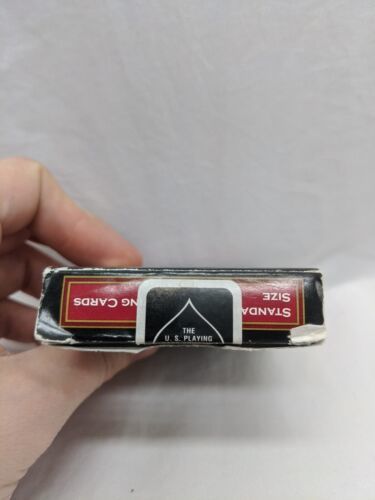 STANDA
SIZE
NG CARDS
THE
U. S. PLAYING